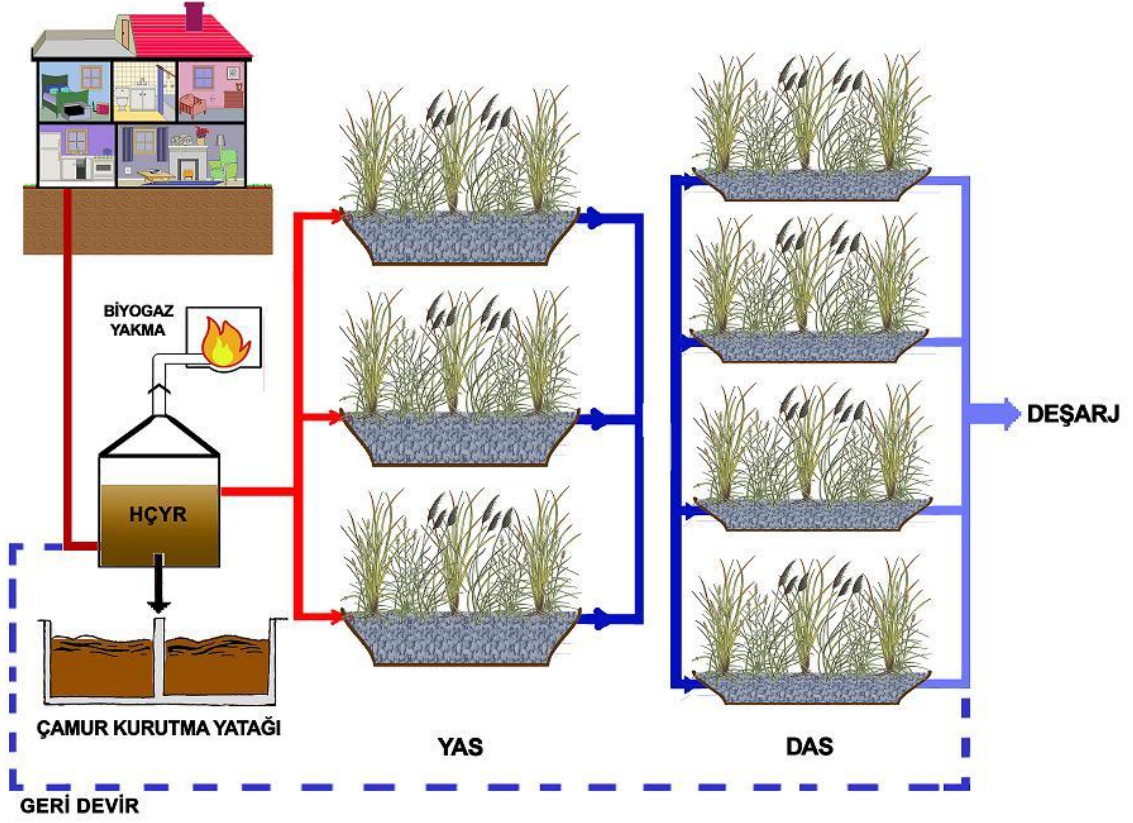 BİYOGAZ
YAKMA
HÇYR
ÇAMUR KURUTMA YATAĞI
GERİ DEVİR
YAS
DAS
DEŞARJ